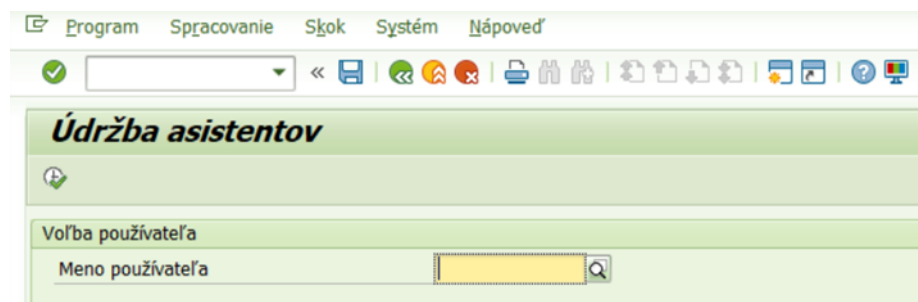 Program Spracovanie Skok Systém Nápoveď
Údržba asistentov
Voľba používateľa
Meno používateľa